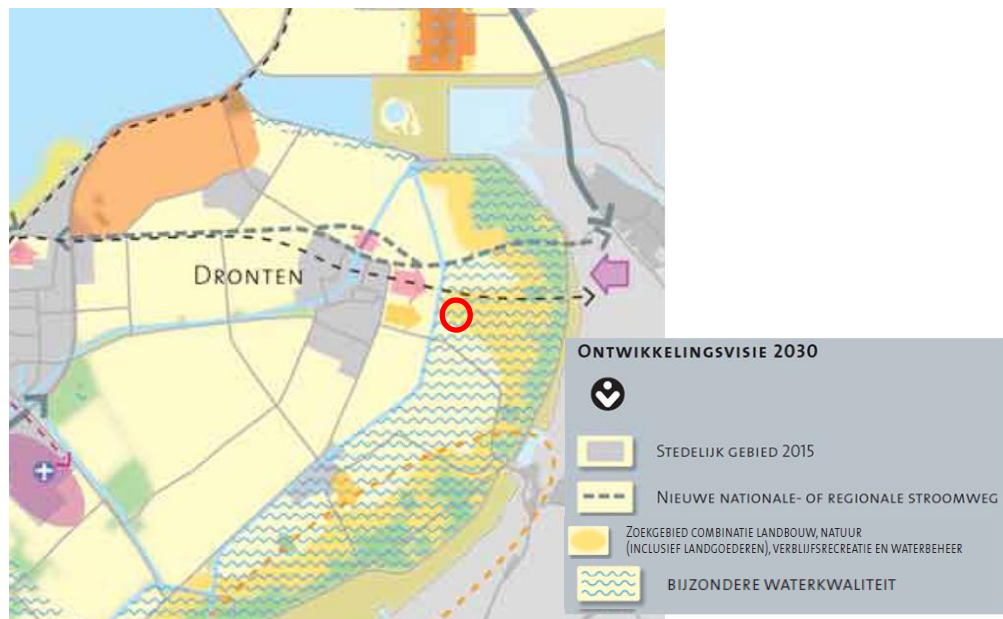 DRONTEN
ONTWIKKELINGSVISIE 2030
STEDELIJK GEBIED 2015
NIEUWE NATIONALE- OF REGIONALE STROOMWEG
ZOEKGEBIED COMBINATIE LANDBOUW, NATUUR
(INCLUSIEF LANDGOEDEREN), VERBLIJFSRECREATIE EN WATERBEHEER
BIJZONDERE WATERKWALITEIT